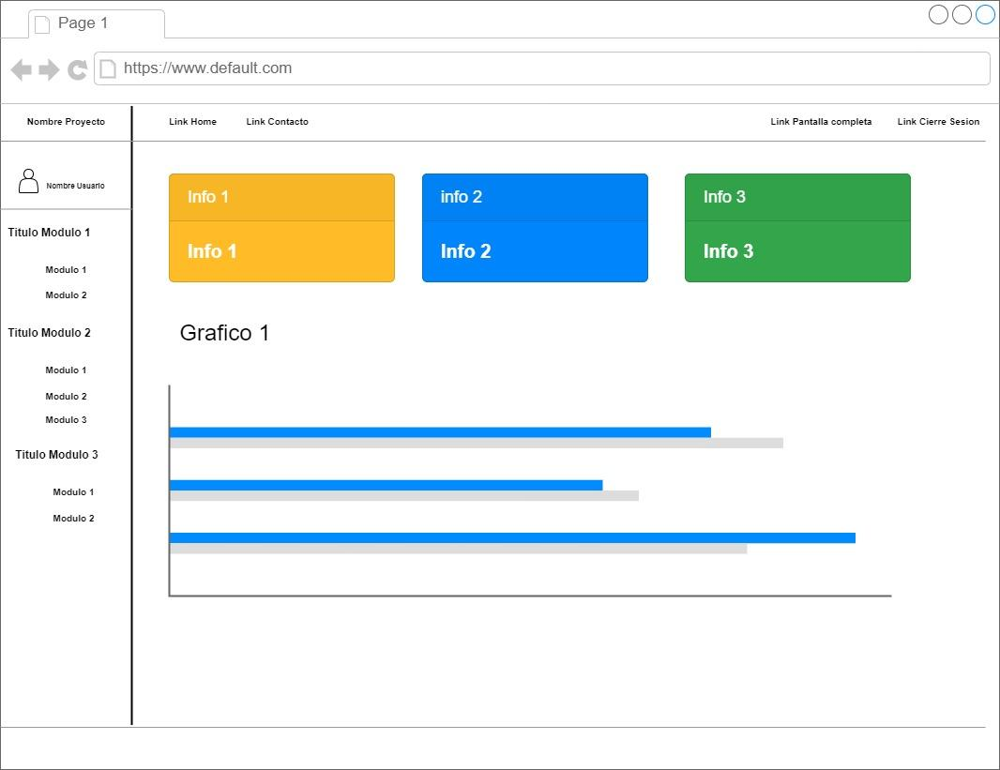 Page 1
https://www.default.com
Nombre Proyecto
Link Home
Link Contacto
Link Pantalla completa
Link Cierre Sesion
Nombre Usuario
Titulo Modulo 1
Modulo 1
Modulo 2
Titulo Modulo 2
Modulo 1
Modulo 2
Modulo 3
Titulo Modulo 3
Modulo 1
Modulo 2
Info 1
Info 1
info 2
Info 2
Info 3
Info 3
Grafico 1